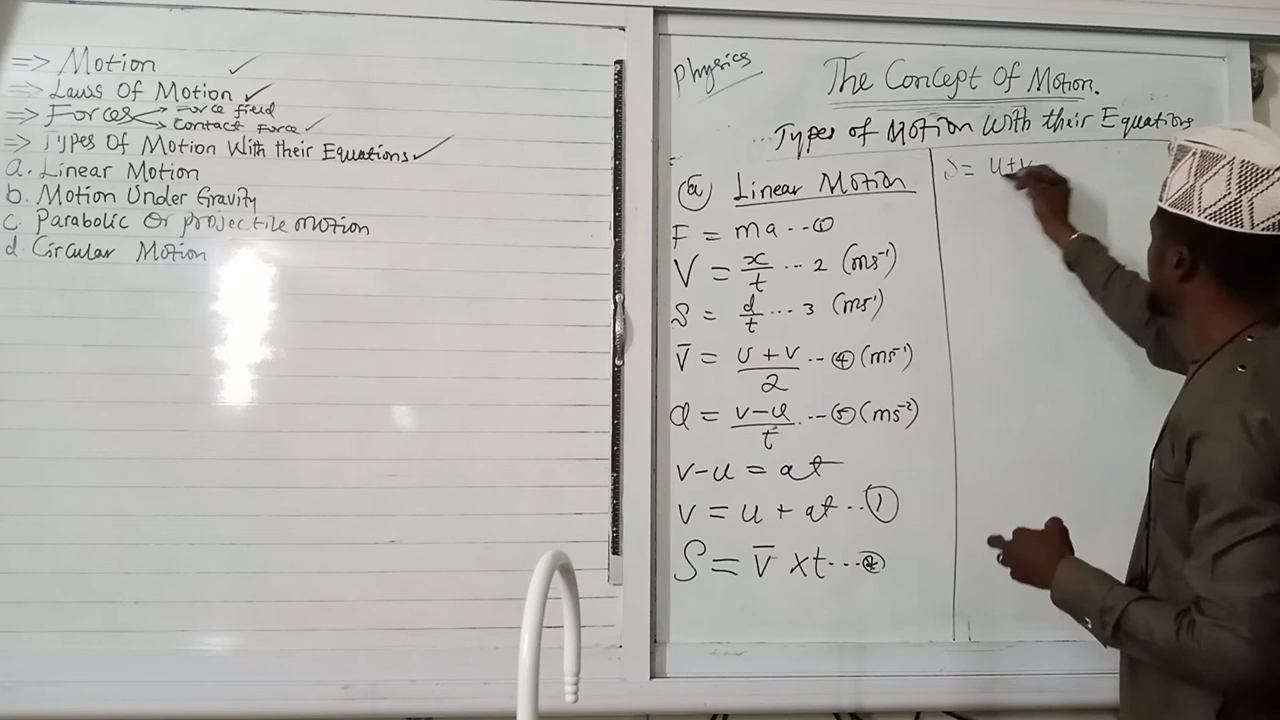 => Motion ✓
=> Laws Of Motion ✓
=> Forces → Force field
→ Contact Force ✓
=> Types Of Motion With their Equations ✓
a. Linear Motion
b. Motion Under Gravity
c. Parabolic Or projectile motion
d. Circular Motion
Physics
The Concept Of Motion.
Types of Motion With their Equations
(a) Linear Motion
F = ma -- ①
V = x/t --- 2 (ms⁻¹)
S = d/t --- 3 (ms⁻¹)
V̄ = u + v / 2 -- ④ (ms⁻¹)
a = v-u / t --- ⑤ (ms⁻²)
v-u = at
v = u + at -- ①
S = V̄ x t --- ②
S = u+v